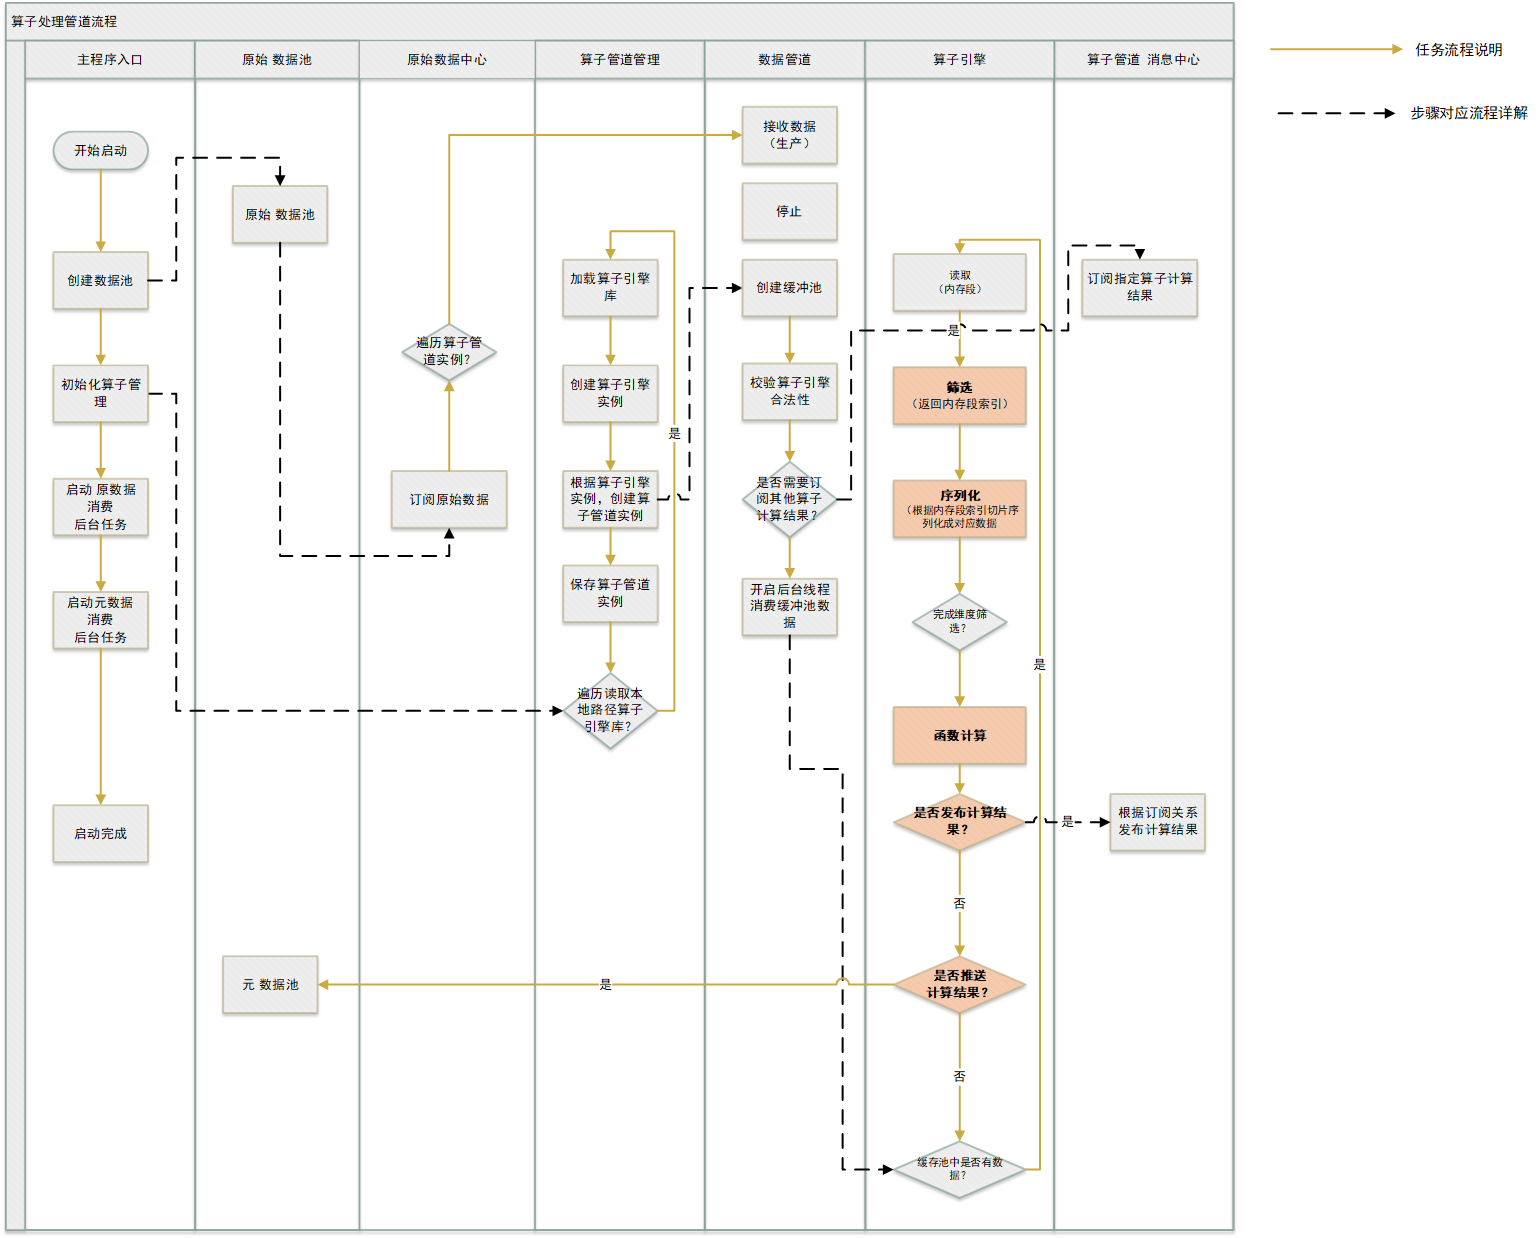 算子处理管道流程
主程序入口
原始 数据池
原始数据中心
算子管道管理
数据管道
算子引擎
算子管道 消息中心
任务流程说明
步骤对应流程详解
开始启动
创建数据池
初始化算子管
理
启动 原数据
消费
后台任务
启动元数据
消费
后台任务
启动完成
原始 数据池
元 数据池
遍历算子管
道实例？
订阅原始数据
加载算子引擎
库
创建算子引擎
实例
根据算子引擎
实例，创建算
子管道实例
保存算子管道
实例
遍历读取本
地路径算子
引擎库？
是
接收数据
（生产）
停止
创建缓冲池
校验算子引擎
合法性
是否需要订
阅其他算子
计算结果？
开启后台线程
消费缓冲池数
据
是
读取
（内存段）
筛选
（返回内存段索引）
序列化
（根据内存段索引切片序
列化成对应数据
完成维度筛
选？
函数计算
是否发布计算结
果？
是
否
是否推送
计算结果？
是
否
缓存池中是否有数
据？
是
订阅指定算子计算
结果
根据订阅关系
发布计算结果